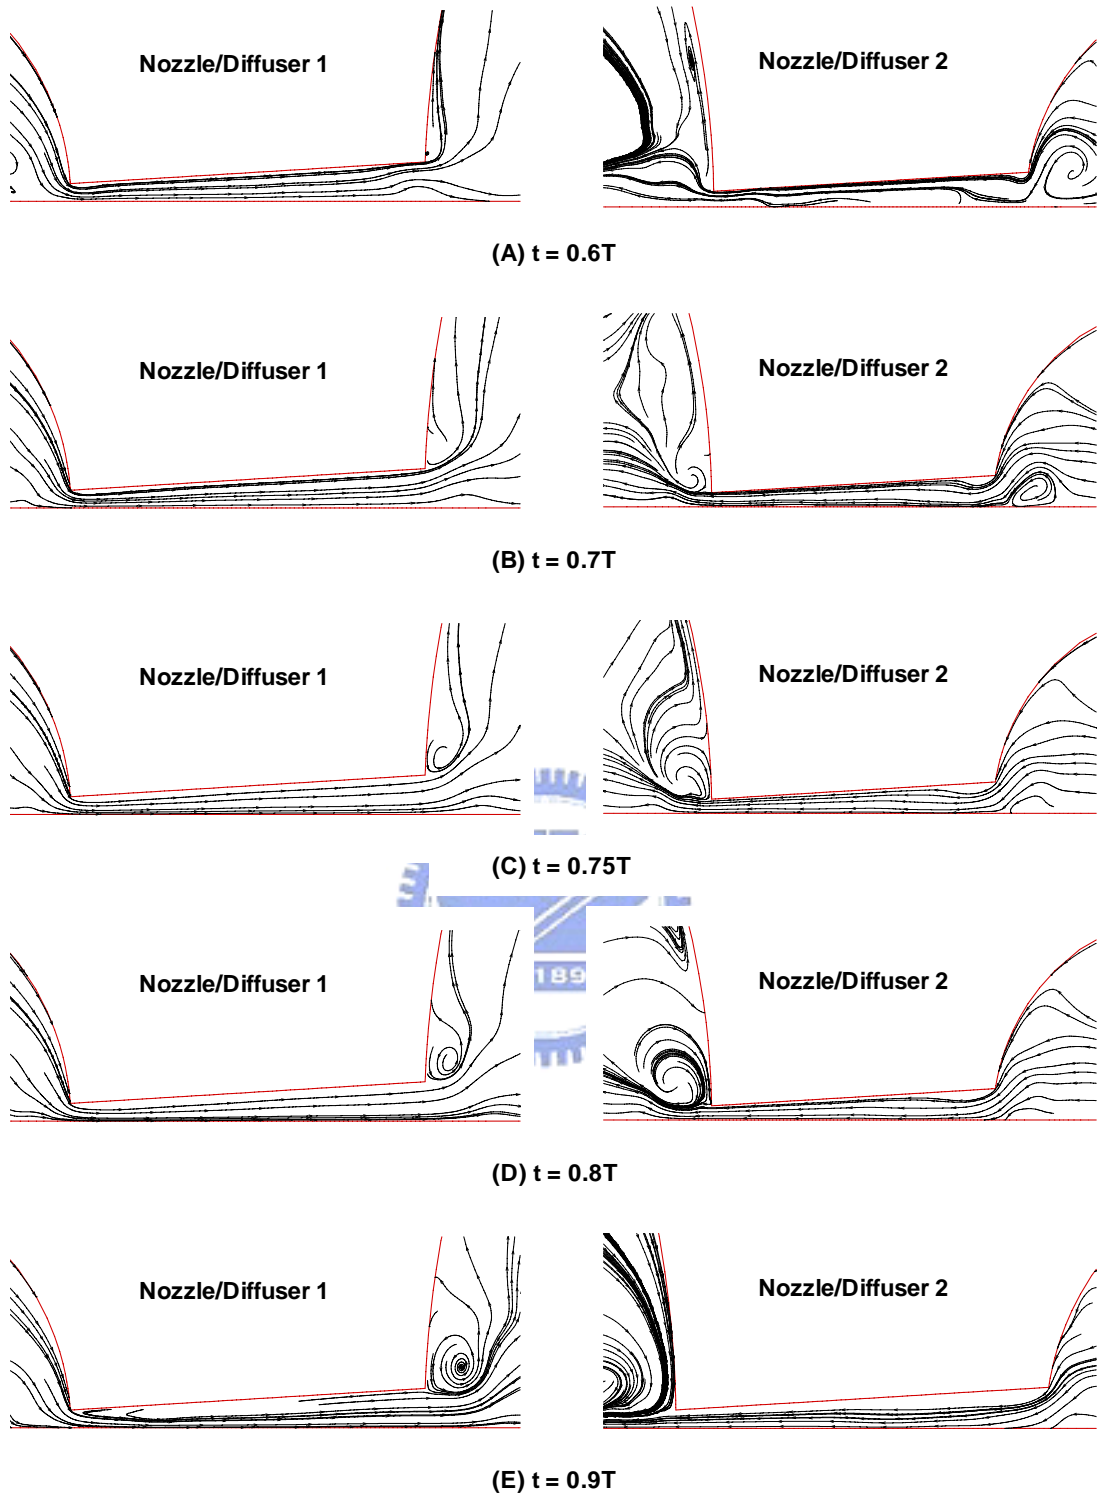 Nozzle/Diffuser 1
Nozzle/Diffuser 2
(A) t = 0.6T
Nozzle/Diffuser 1
Nozzle/Diffuser 2
(B) t = 0.7T
Nozzle/Diffuser 1
Nozzle/Diffuser 2
(C) t = 0.75T
Nozzle/Diffuser 1
Nozzle/Diffuser 2
189
(D) t = 0.8T
Nozzle/Diffuser 1
Nozzle/Diffuser 2
(E) t = 0.9T